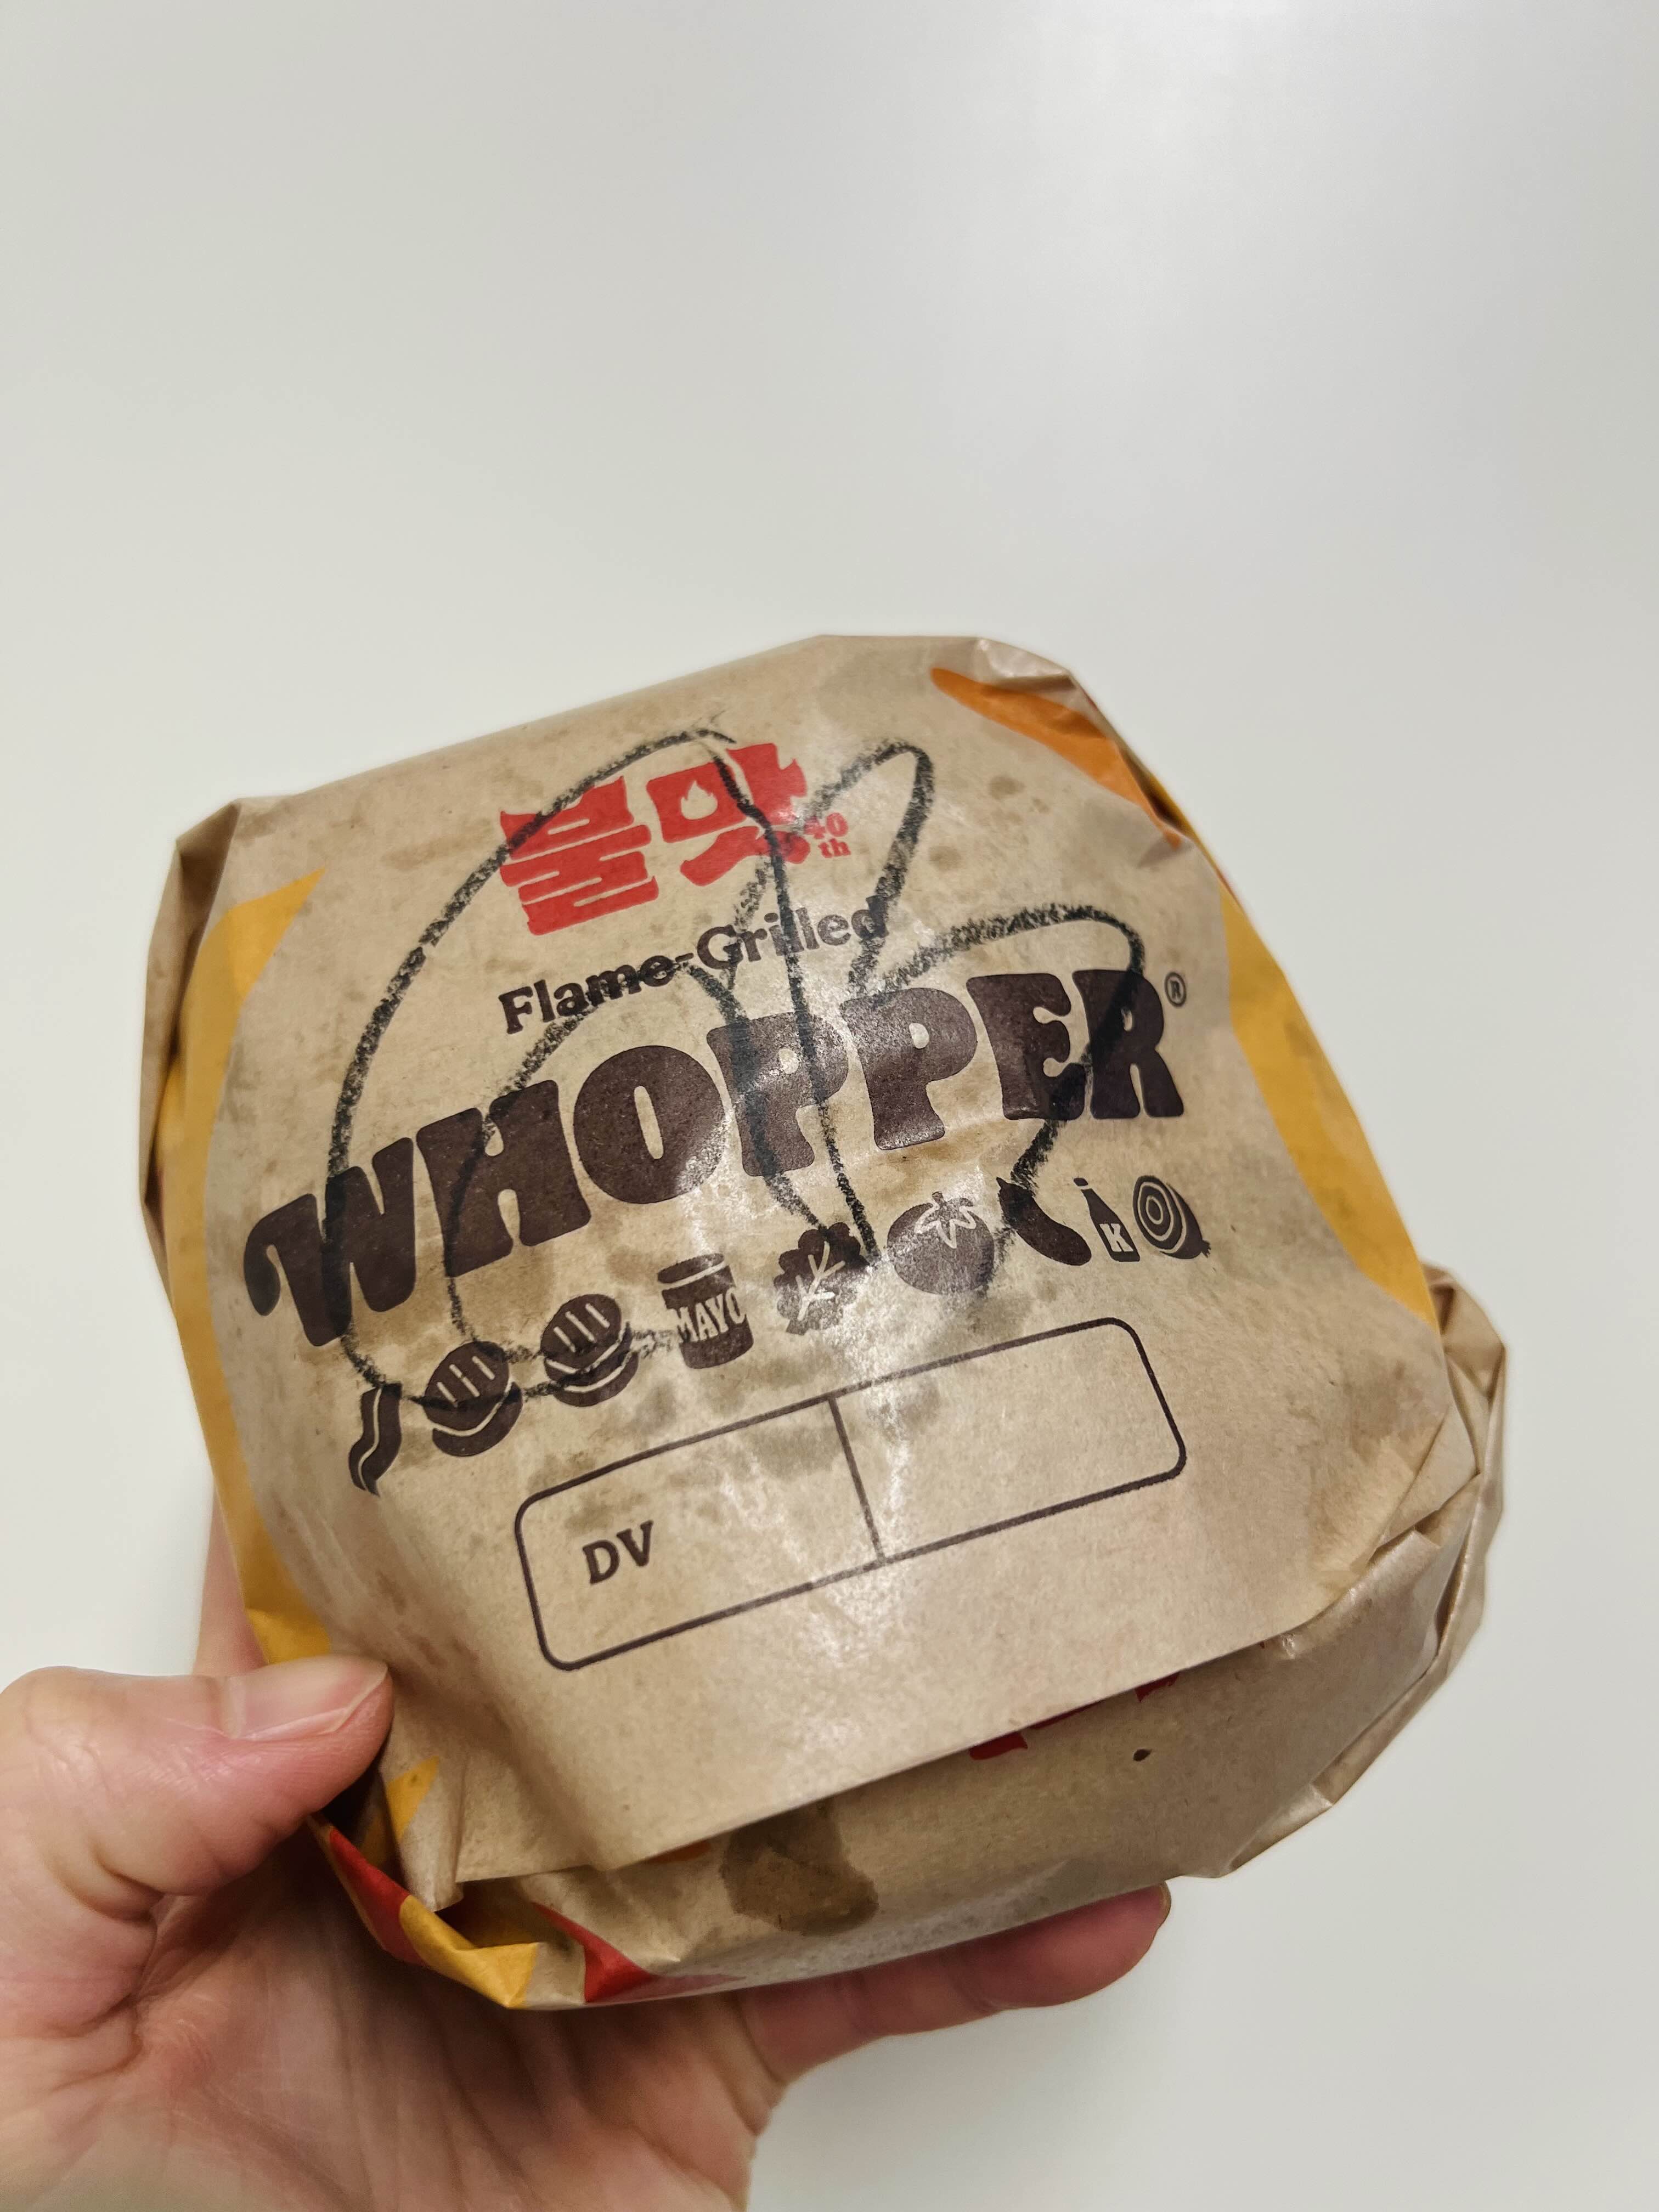 불맛 40th
Flame-Grilled
WHOPPER®
MAYO K
DV